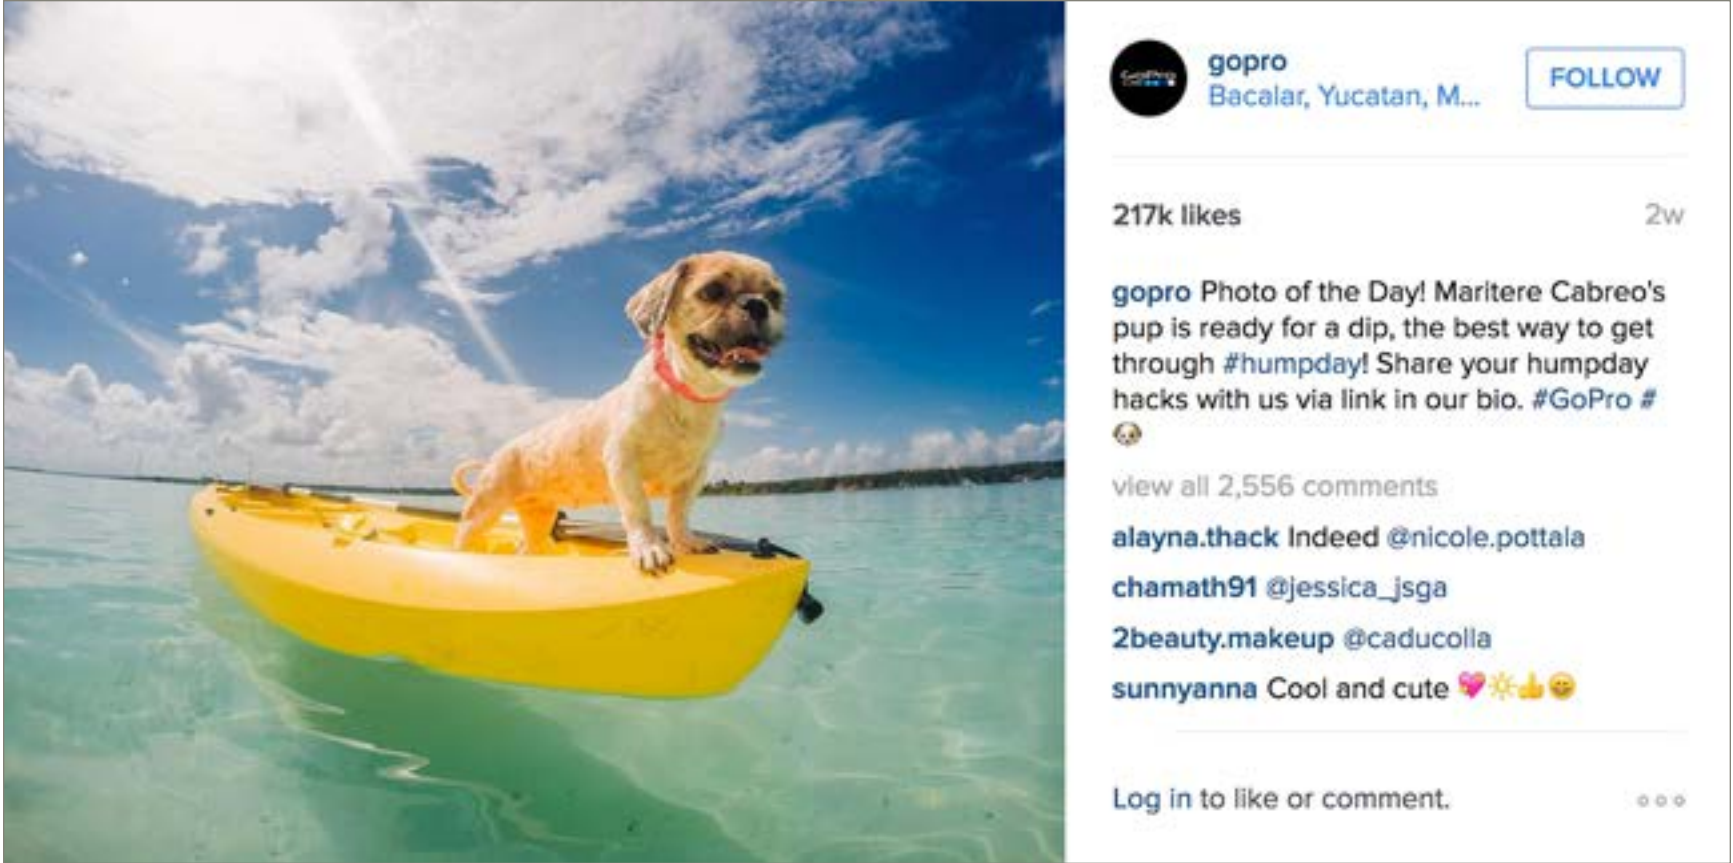 GoPro
gopro
Bacalar, Yucatan, M...
FOLLOW
217k likes
2w
gopro Photo of the Day! Maritere Cabreo's
pup is ready for a dip, the best way to get
through #humpday! Share your humpday
hacks with us via link in our bio. #GoPro #
🐶
view all 2,556 comments
alayna.thack Indeed @nicole.pottala
chamath91 @jessica_jsga
2beauty.makeup @caducolla
sunnyanna Cool and cute 💖☀️👍😄
Log in to like or comment.